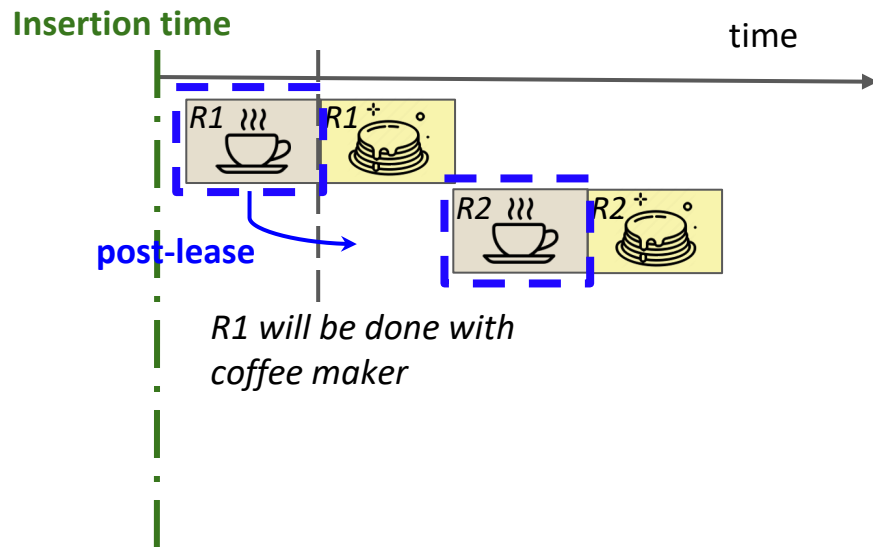 Insertion time
time
R1
R1
R2
R2
post-lease
R1 will be done with
coffee maker